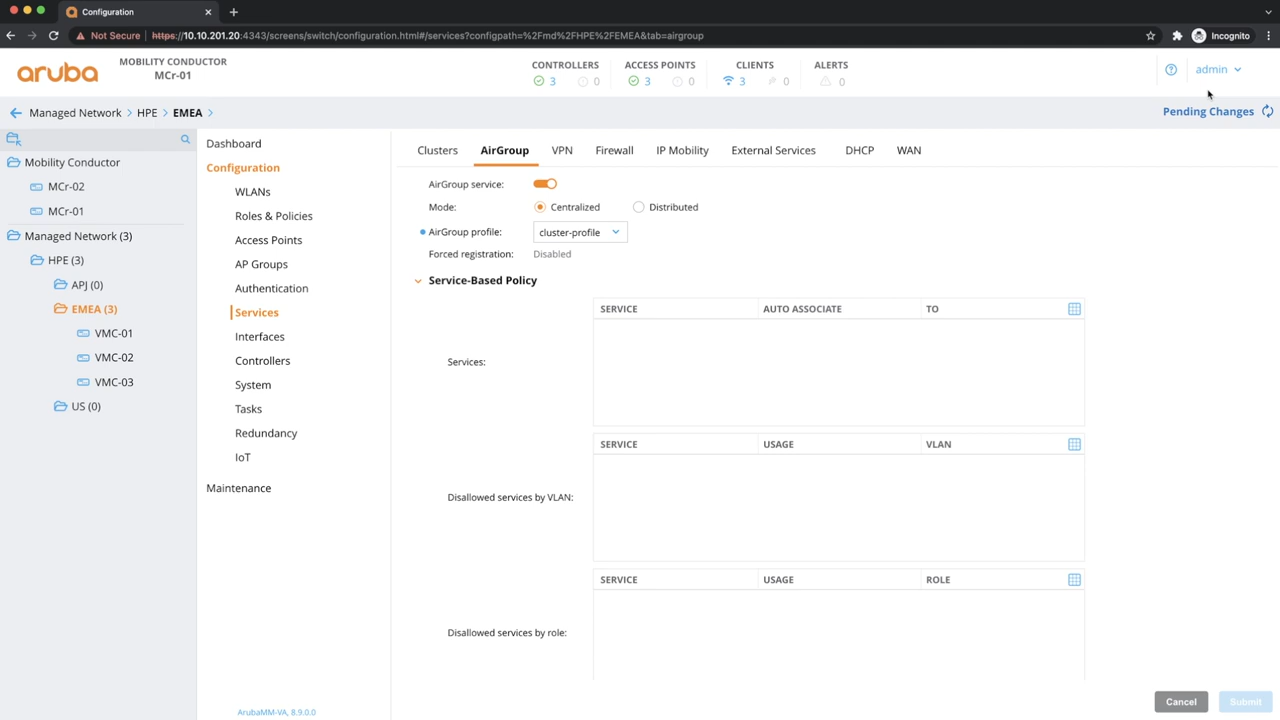 Configuration
Not Secure https://10.10.201.20:4343/screens/switch/configuration.html#/services?configpath=%2Fmd%2FHPE%2FEMEA&tab=airgroup
Incognito
aruba
MOBILITY CONDUCTOR
MCr-01
CONTROLLERS
3 0
ACCESS POINTS
3 0
CLIENTS
3 0
ALERTS
0
admin
Managed Network > HPE > EMEA >
Pending Changes
Mobility Conductor
MCr-02
MCr-01
Managed Network (3)
HPE (3)
APJ (0)
EMEA (3)
VMC-01
VMC-02
VMC-03
US (0)
Dashboard
Configuration
WLANs
Roles & Policies
Access Points
AP Groups
Authentication
Services
Interfaces
Controllers
System
Tasks
Redundancy
IoT
Maintenance
ArubaMM-VA, 8.9.0.0
Clusters AirGroup VPN Firewall IP Mobility External Services DHCP WAN
AirGroup service:
Mode: Centralized Distributed
AirGroup profile: cluster-profile
Forced registration: Disabled
Service-Based Policy
SERVICE AUTO ASSOCIATE TO
Services:
SERVICE USAGE VLAN
Disallowed services by VLAN:
SERVICE USAGE ROLE
Disallowed services by role:
Cancel Submit